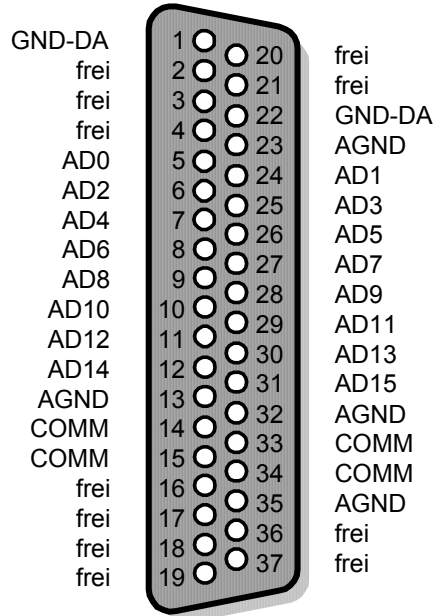 GND-DA 1 20 frei
frei 2 21 frei
frei 3 22 GND-DA
frei 4 23 AGND
AD0 5 24 AD1
AD2 6 25 AD3
AD4 7 26 AD5
AD6 8 27 AD7
AD8 9 28 AD9
AD10 10 29 AD11
AD12 11 30 AD13
AD14 12 31 AD15
AGND 13 32 AGND
COMM 14 33 COMM
COMM 15 34 COMM
frei 16 35 AGND
frei 17 36 frei
frei 18 37 frei
frei 19